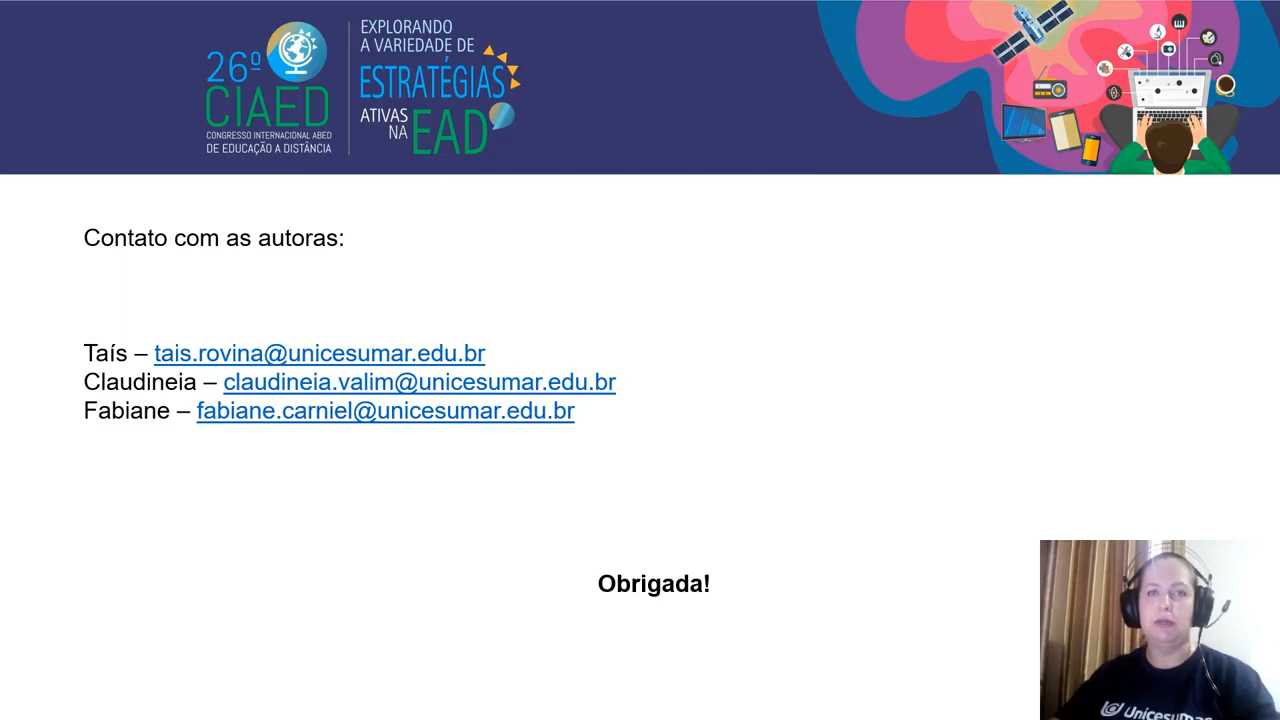 26º
CIAED
CONGRESSO INTERNACIONAL ABED
DE EDUCAÇÃO A DISTÂNCIA
EXPLORANDO
A VARIEDADE DE
ESTRATÉGIAS
ATIVAS
NA EAD
Contato com as autoras:
Taís – tais.rovina@unicesumar.edu.br
Claudineia – claudineia.valim@unicesumar.edu.br
Fabiane – fabiane.carniel@unicesumar.edu.br
Obrigada!
Unicesumar